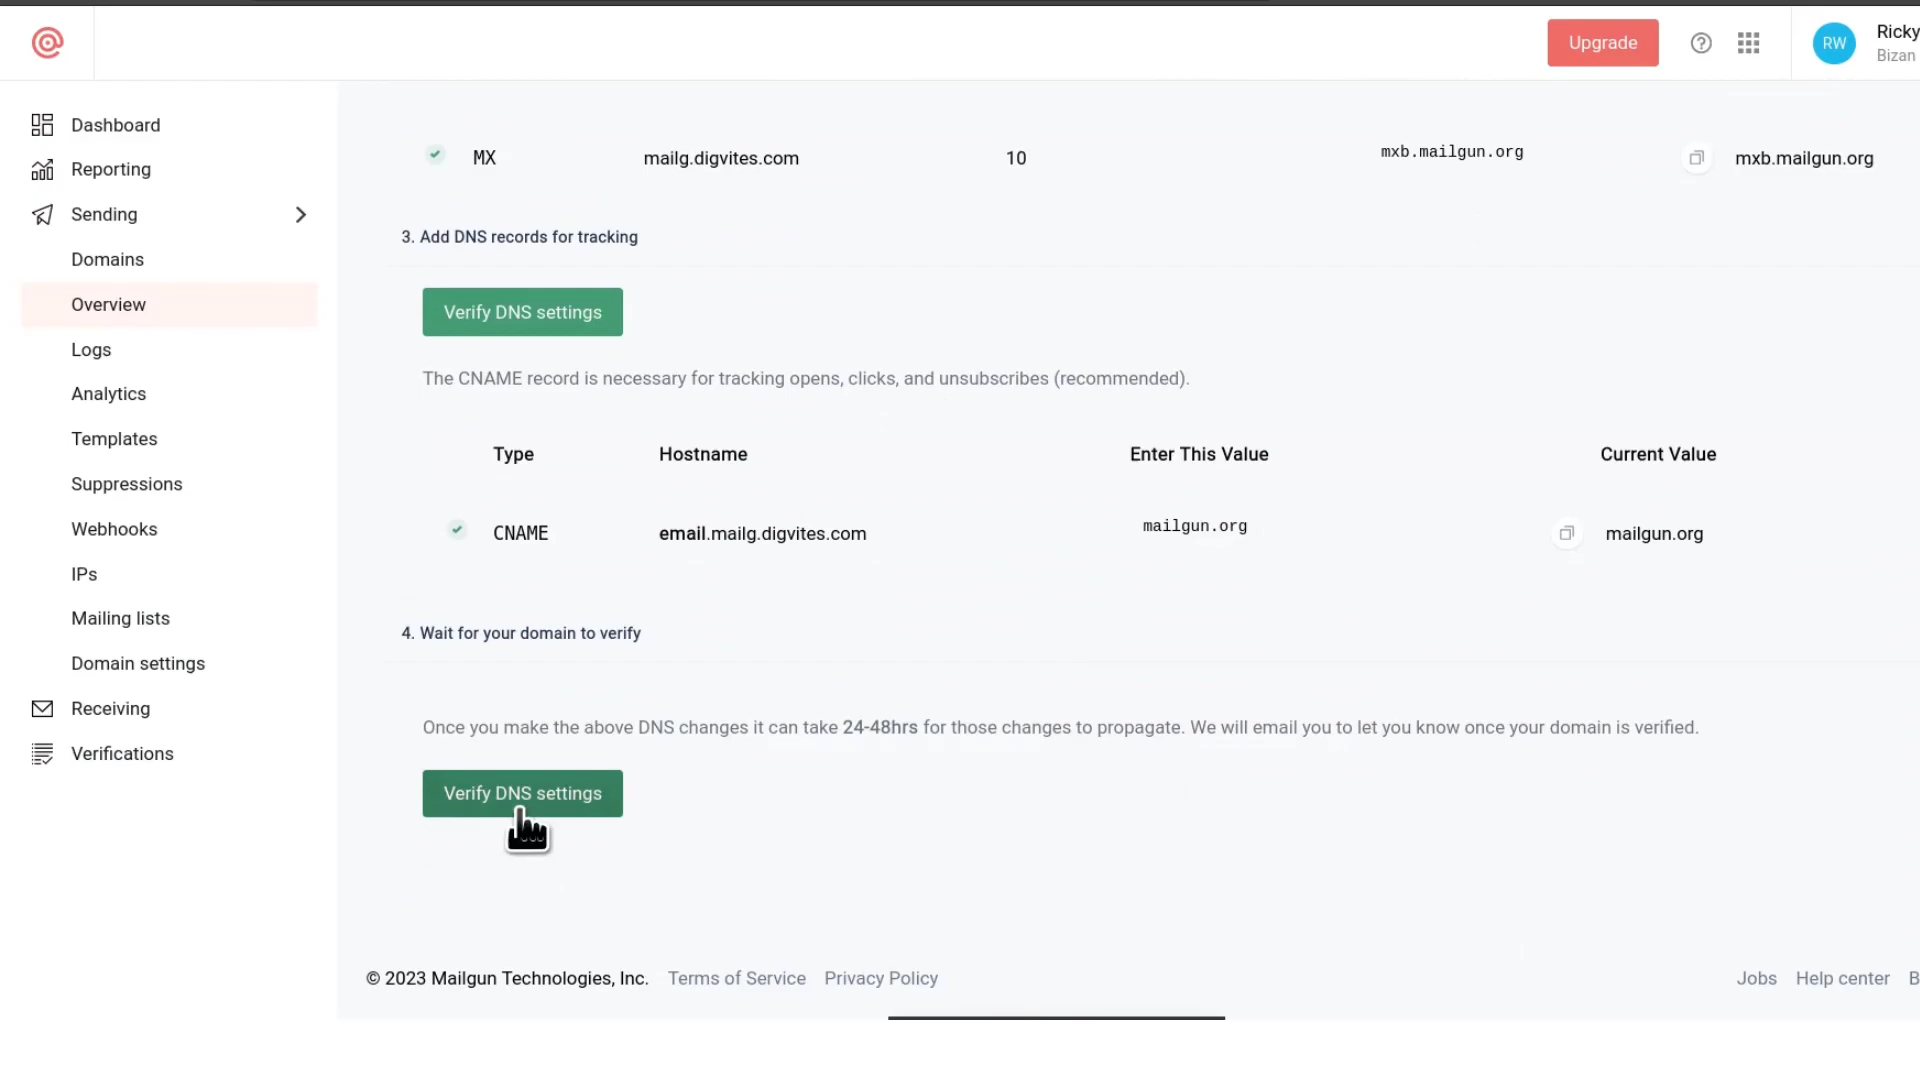 Upgrade
RW
Ricky
Bizan
Dashboard
Reporting
Sending
Domains
Overview
Logs
Analytics
Templates
Suppressions
Webhooks
IPs
Mailing lists
Domain settings
Receiving
Verifications
MX mailg.digvites.com 10 mxb.mailgun.org mxb.mailgun.org
3. Add DNS records for tracking
Verify DNS settings
The CNAME record is necessary for tracking opens, clicks, and unsubscribes (recommended).
Type Hostname Enter This Value Current Value
CNAME email.mailg.digvites.com mailgun.org mailgun.org
4. Wait for your domain to verify
Once you make the above DNS changes it can take 24-48hrs for those changes to propagate. We will email you to let you know once your domain is verified.
Verify DNS settings
© 2023 Mailgun Technologies, Inc. Terms of Service Privacy Policy Jobs Help center B